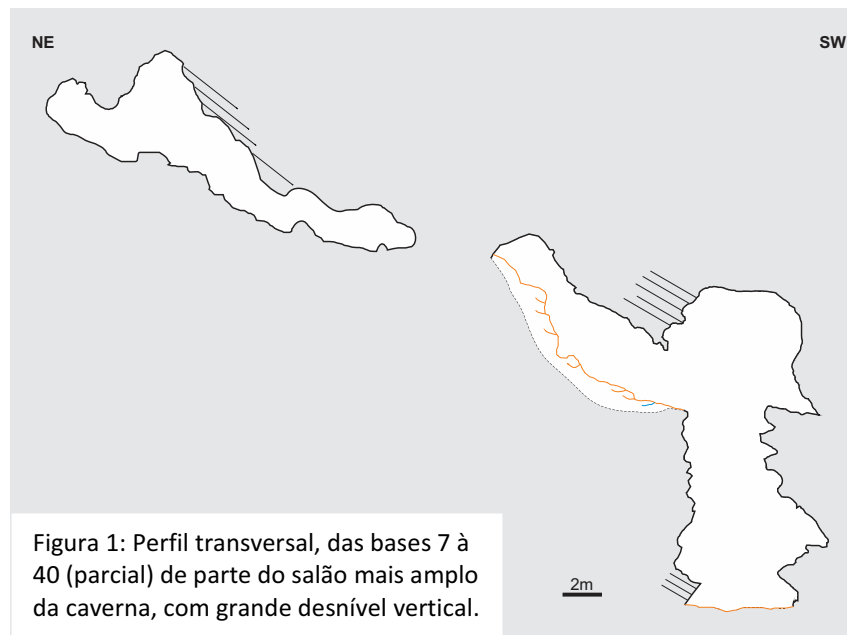 NE
SW
2m
Figura 1: Perfil transversal, das bases 7 à
40 (parcial) de parte do salão mais amplo
da caverna, com grande desnível vertical.